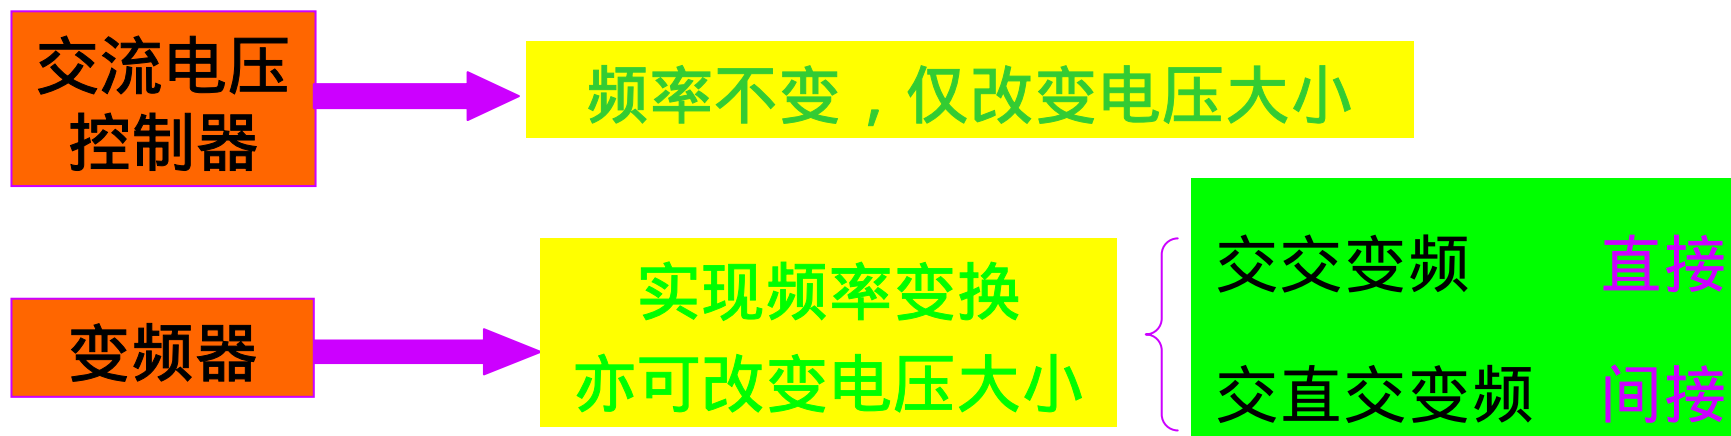 交流电压
控制器
频率不变，仅改变电压大小
变频器
实现频率变换
亦可改变电压大小
交交变频 直接
交直交变频 间接